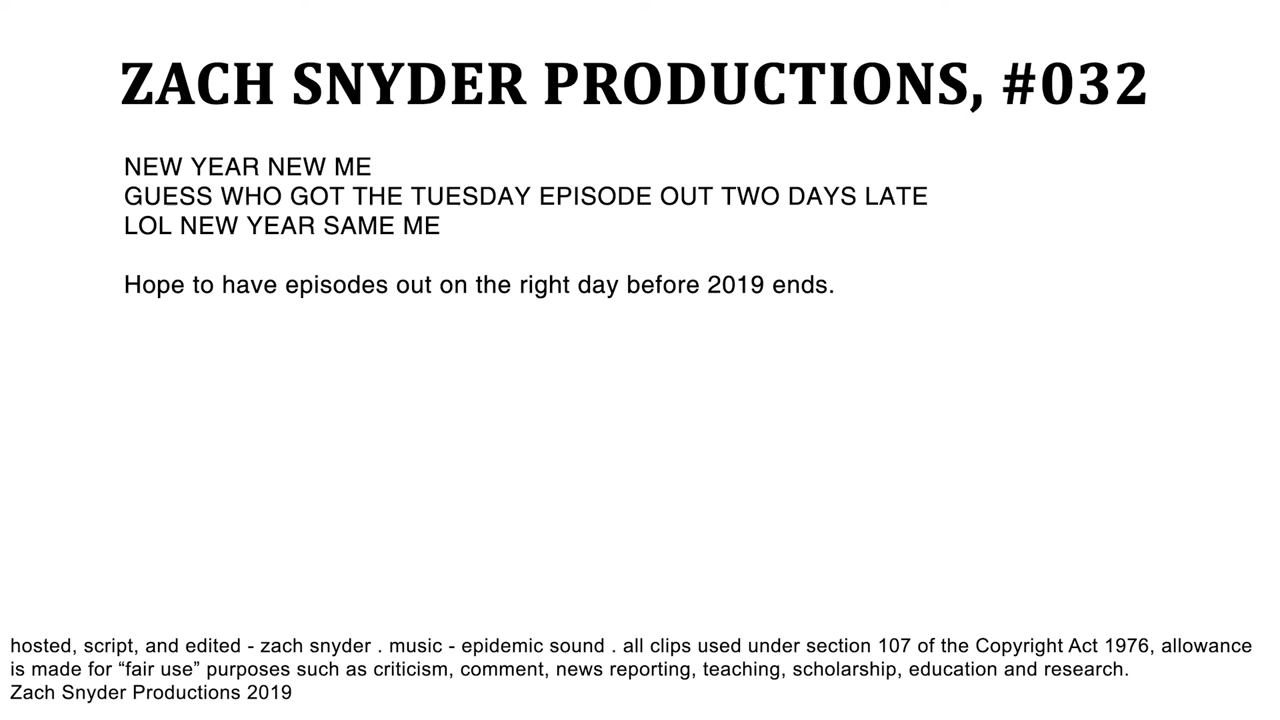 ZACH SNYDER PRODUCTIONS, #032
NEW YEAR NEW ME
GUESS WHO GOT THE TUESDAY EPISODE OUT TWO DAYS LATE
LOL NEW YEAR SAME ME
Hope to have episodes out on the right day before 2019 ends.
hosted, script, and edited - zach snyder . music - epidemic sound . all clips used under section 107 of the Copyright Act 1976, allowance
is made for “fair use” purposes such as criticism, comment, news reporting, teaching, scholarship, education and research.
Zach Snyder Productions 2019